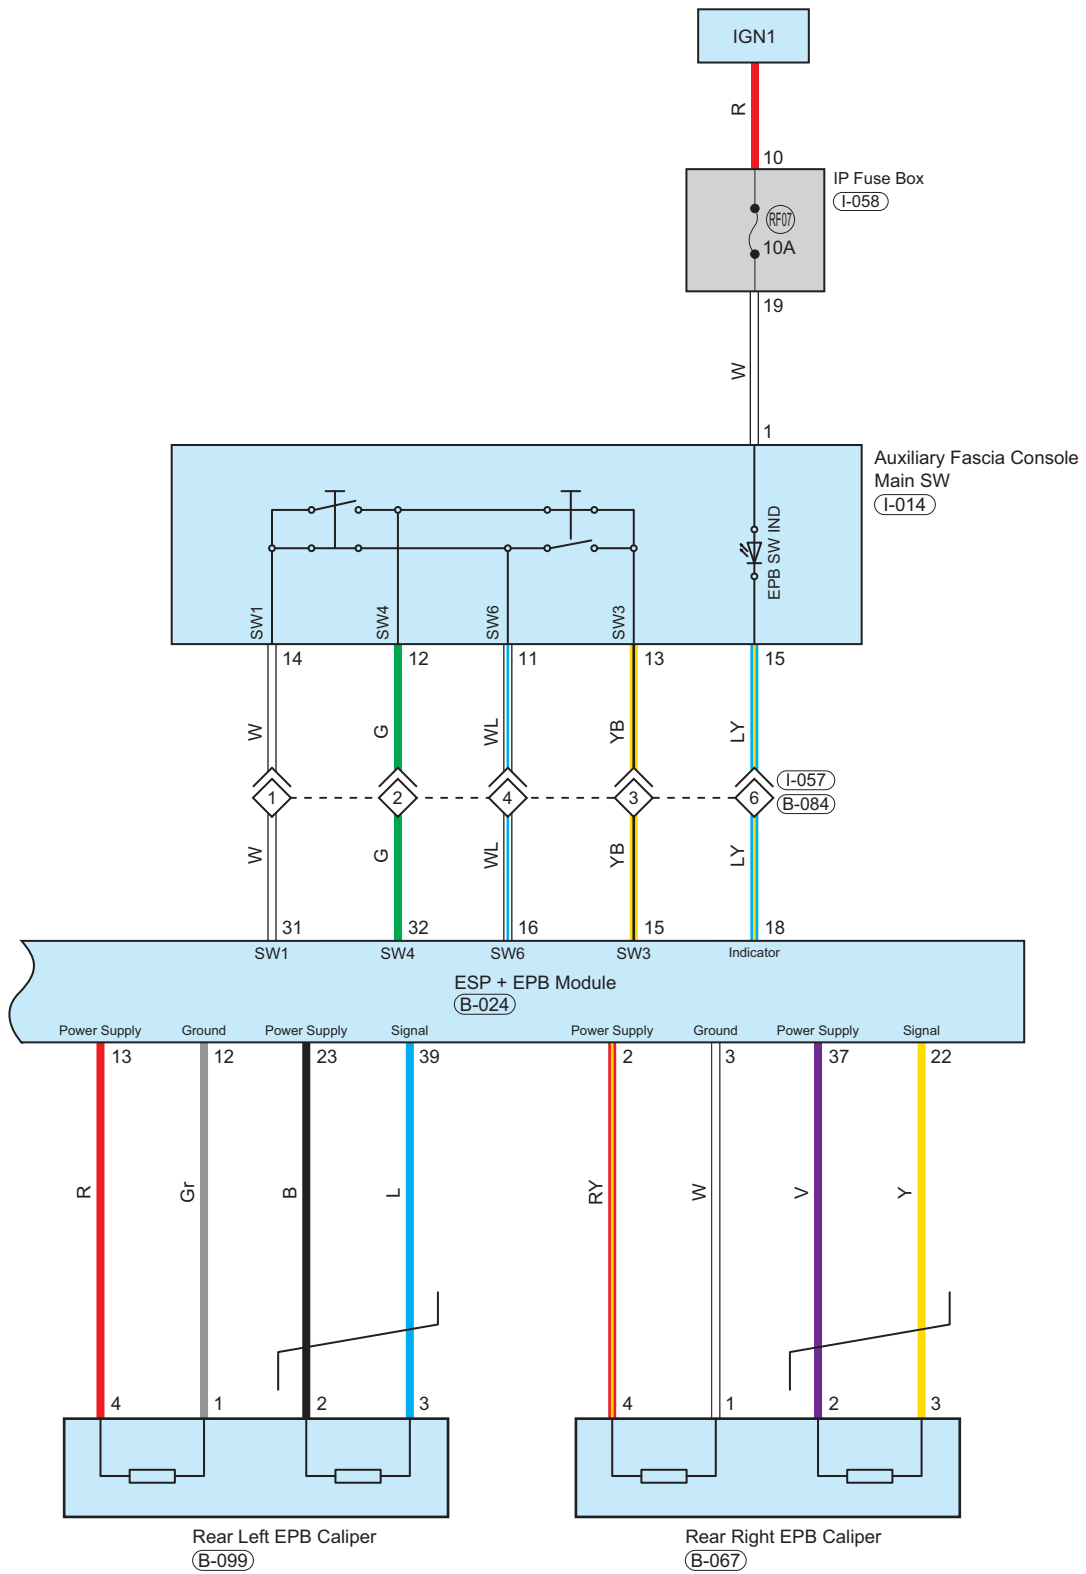 IGN1
R
10
IP Fuse Box
I-058
RF07
10A
19
W
1
Auxiliary Fascia Console
Main SW
I-014
EPB SW IND
SW1 SW4 SW6 SW3
14 12 11 13 15
W G WL YB LY
I-057
1 2 4 3 6
B-084
W G WL YB LY
31 32 16 15 18
SW1 SW4 SW6 SW3 Indicator
ESP + EPB Module
B-024
Power Supply Ground Power Supply Signal Power Supply Ground Power Supply Signal
13 12 23 39 2 3 37 22
R Gr B L RY W V Y
4 1 2 3 4 1 2 3
Rear Left EPB Caliper
B-099
Rear Right EPB Caliper
B-067